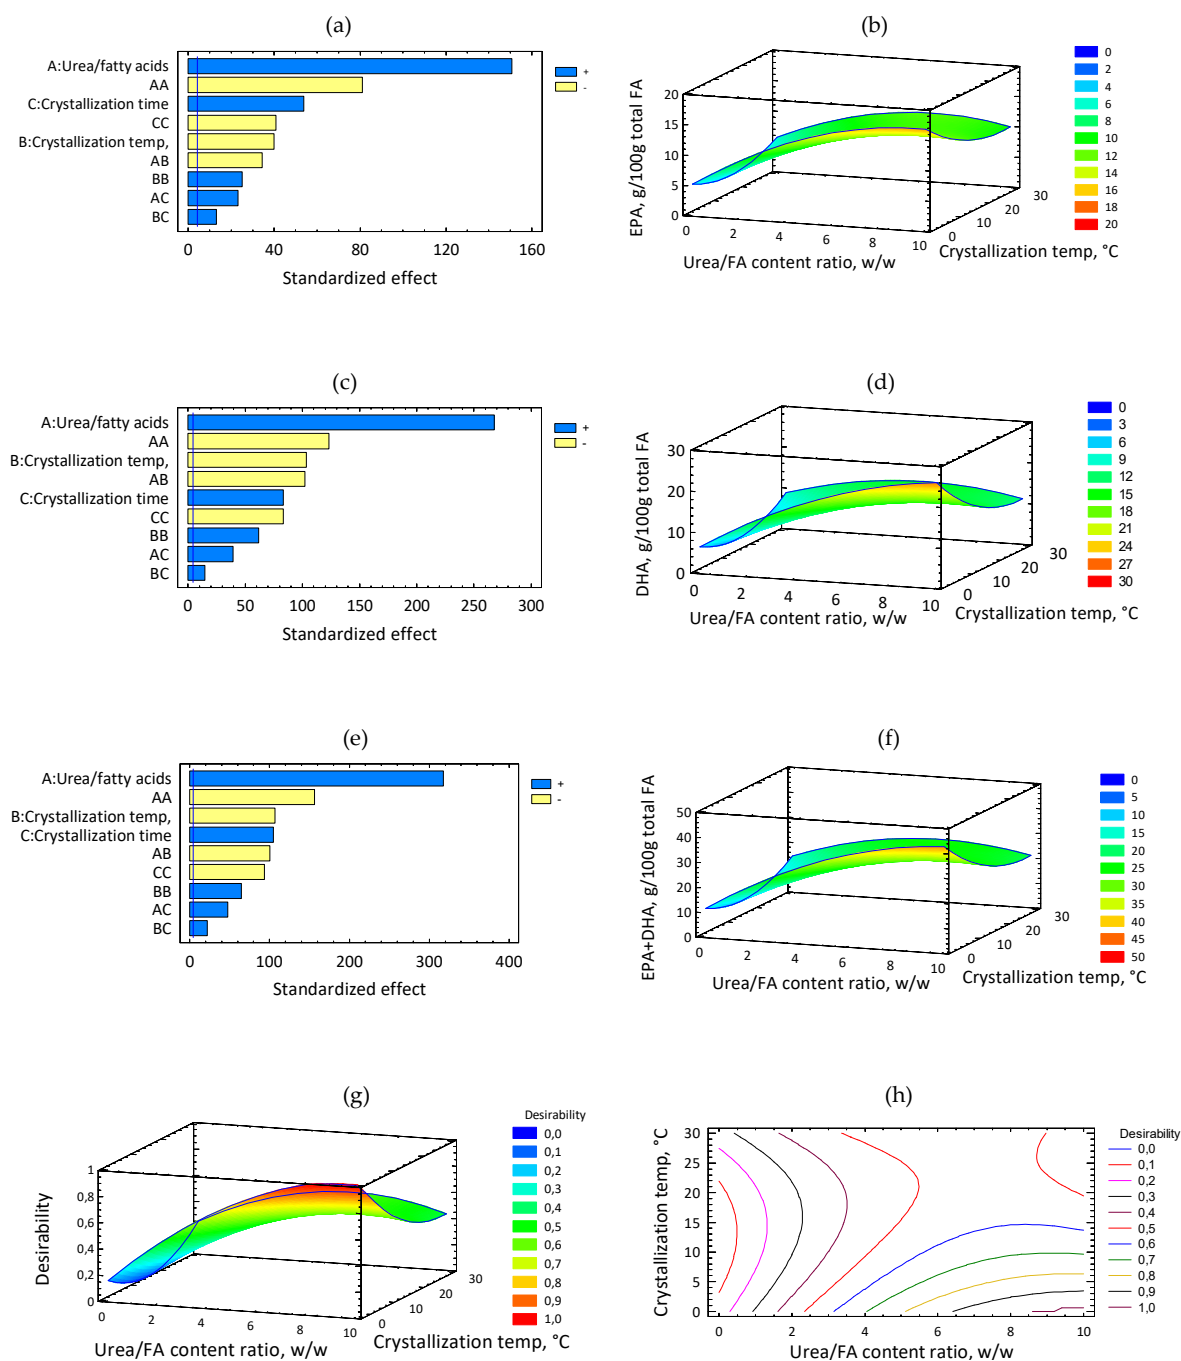 (a)
A:Urea/fatty acids
AA
C:Crystallization time
CC
B:Crystallization temp,
AB
BB
AC
BC
0 40 80 120 160
Standardized effect
+
-
(b)
EPA, g/100g total FA
20
15
10
5
0
0 2 4 6 8 10
Urea/FA content ratio, w/w
0 10 20 30
Crystallization temp, °C
0
2
4
6
8
10
12
14
16
18
20
(c)
A:Urea/fatty acids
AA
B:Crystallization temp,
AB
C:Crystallization time
CC
BB
AC
BC
0 50 100 150 200 250 300
Standardized effect
+
-
(d)
DHA, g/100g total FA
30
20
10
0
0 2 4 6 8 10
Urea/FA content ratio, w/w
0 10 20 30
Crystallization temp, °C
0
3
6
9
12
15
18
21
24
27
30
(e)
A:Urea/fatty acids
AA
B:Crystallization temp,
C:Crystallization time
AB
CC
BB
AC
BC
0 100 200 300 400
Standardized effect
+
-
(f)
EPA+DHA, g/100g total FA
50
40
30
20
10
0
0 2 4 6 8 10
Urea/FA content ratio, w/w
0 10 20 30
Crystallization temp, °C
0
5
10
15
20
25
30
35
40
45
50
(g)
Desirability
1
0,8
0,6
0,4
0,2
0
0 2 4 6 8 10
Urea/FA content ratio, w/w
0 10 20 30
Crystallization temp, °C
Desirability
0,0
0,1
0,2
0,3
0,4
0,5
0,6
0,7
0,8
0,9
1,0
(h)
Crystallization temp, °C
30
25
20
15
10
5
0
0 2 4 6 8 10
Urea/FA content ratio, w/w
Desirability
0,0
0,1
0,2
0,3
0,4
0,5
0,6
0,7
0,8
0,9
1,0